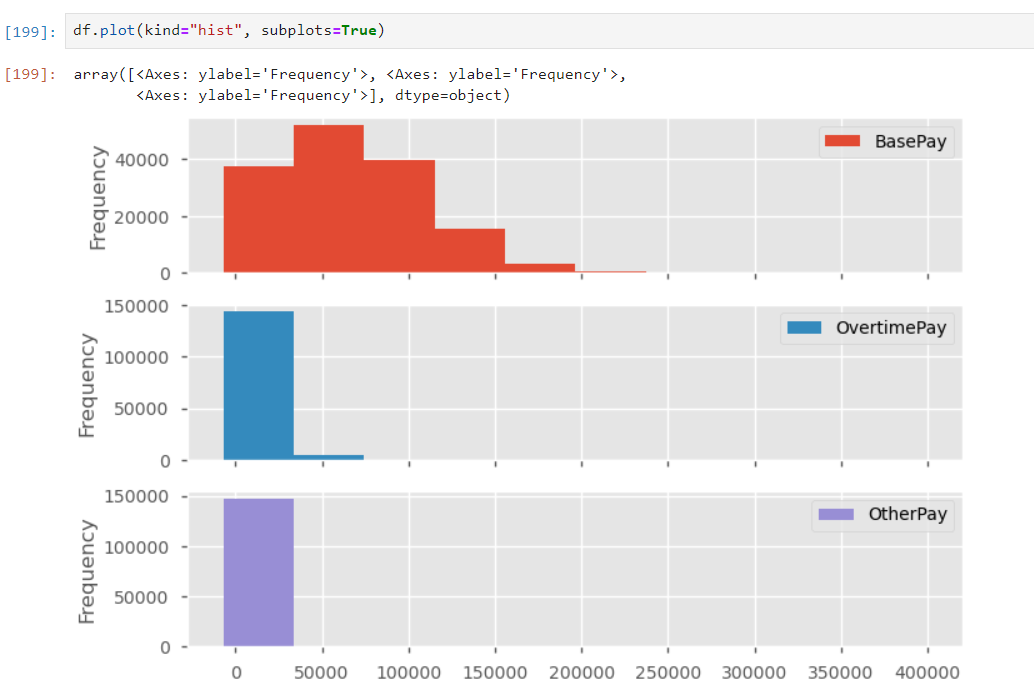 [199]: df.plot(kind="hist", subplots=True)
[199]: array([<Axes: ylabel='Frequency'>, <Axes: ylabel='Frequency'>,
<Axes: ylabel='Frequency'>], dtype=object)
BasePay
Frequency
40000
20000
0
OvertimePay
Frequency
150000
100000
50000
0
OtherPay
Frequency
150000
100000
50000
0
0 50000 100000 150000 200000 250000 300000 350000 400000